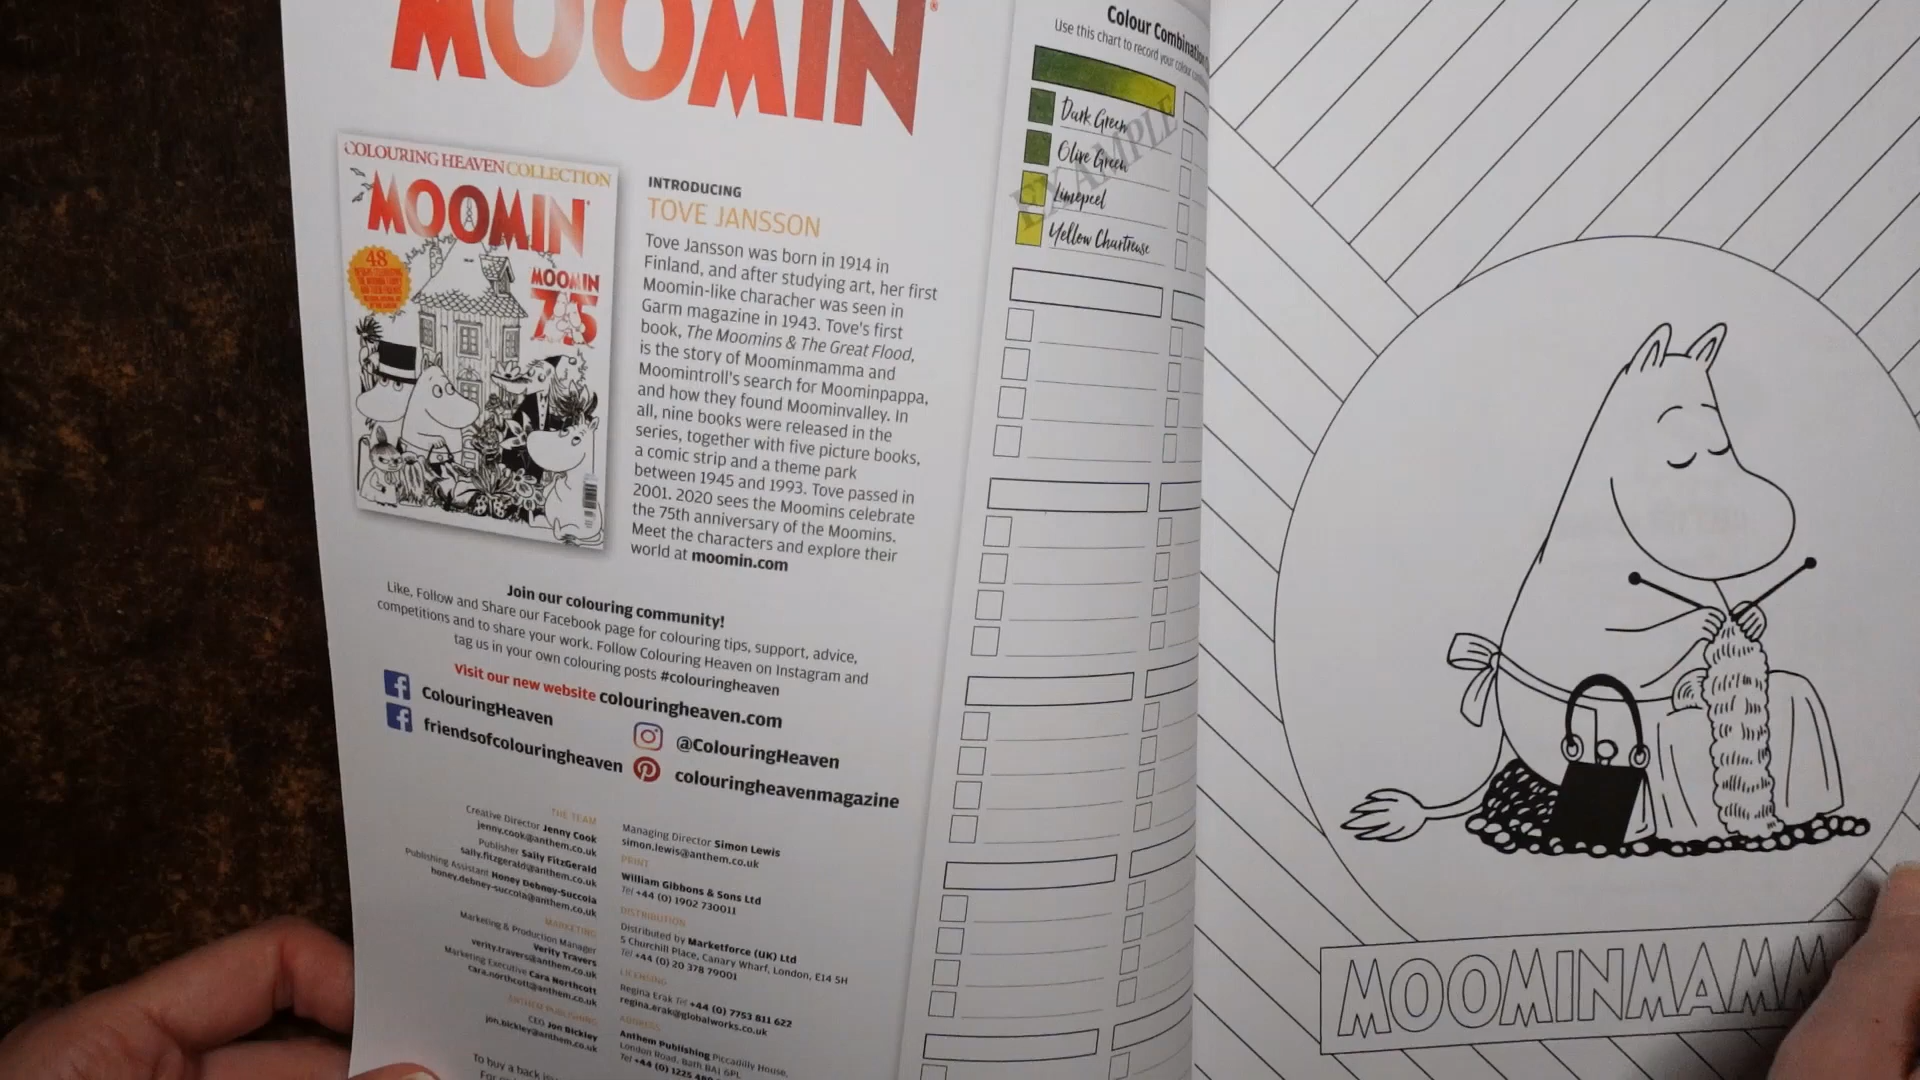 MOOMIN
COLOURING HEAVEN COLLECTION
MOOMIN
48
MOOMIN
75
INTRODUCING
TOVE JANSSON
Tove Jansson was born in 1914 in
Finland, and after studying art, her first
Moomin-like characher was seen in
Garm magazine in 1943. Tove's first
book, The Moomins & The Great Flood,
is the story of Moominmamma and
Moomintroll's search for Moominpappa,
and how they found Moominvalley. In
all, nine books were released in the
series, together with five picture books,
a comic strip and a theme park
between 1945 and 1993. Tove passed in
2001. 2020 sees the Moomins celebrate
the 75th anniversary of the Moomins.
Meet the characters and explore their
world at moomin.com
Join our colouring community!
Like, Follow and Share our Facebook page for colouring tips, support, advice,
competitions and to share your work. Follow Colouring Heaven on Instagram and
tag us in your own colouring posts #colouringheaven
Visit our new website colouringheaven.com
ColouringHeaven
friendsofcolouringheaven
@ColouringHeaven
colouringheavenmagazine
THE TEAM
Creative Director Jenny Cook
jenny.cook@anthem.co.uk
Publisher Sally FitzGerald
sally.fitzgerald@anthem.co.uk
Publishing Assistant Honey Debney-Succola
honey.debney-succola@anthem.co.uk
MARKETING
Marketing & Production Manager
Verity Travers
verity.travers@anthem.co.uk
Marketing Executive Cara Northcott
cara.northcott@anthem.co.uk
ANTHEM PUBLISHING
CEO Jon Bickley
jon.bickley@anthem.co.uk
To buy a back
Managing Director Simon Lewis
simon.lewis@anthem.co.uk
PRINT
William Gibbons & Sons Ltd
Tel +44 (0) 1902 730011
DISTRIBUTION
Distributed by Marketforce (UK) Ltd
5 Churchill Place, Canary Wharf, London, E14 5H
Tel +44 (0) 20 378 79001
LICENSING
Regina Erak Tel +44 (0) 7753 811 622
regina.erak@globalworks.co.uk
ADDRESS
Anthem Publishing Piccadilly House,
London Road, Bath BA1 6PL
Tel +44 (0) 1225
Colour Combination
Use this chart to record your colour
EXAMPLE
Dark Green
Olive Green
Limepeel
Yellow Chartreuse
MOOMINMAMM